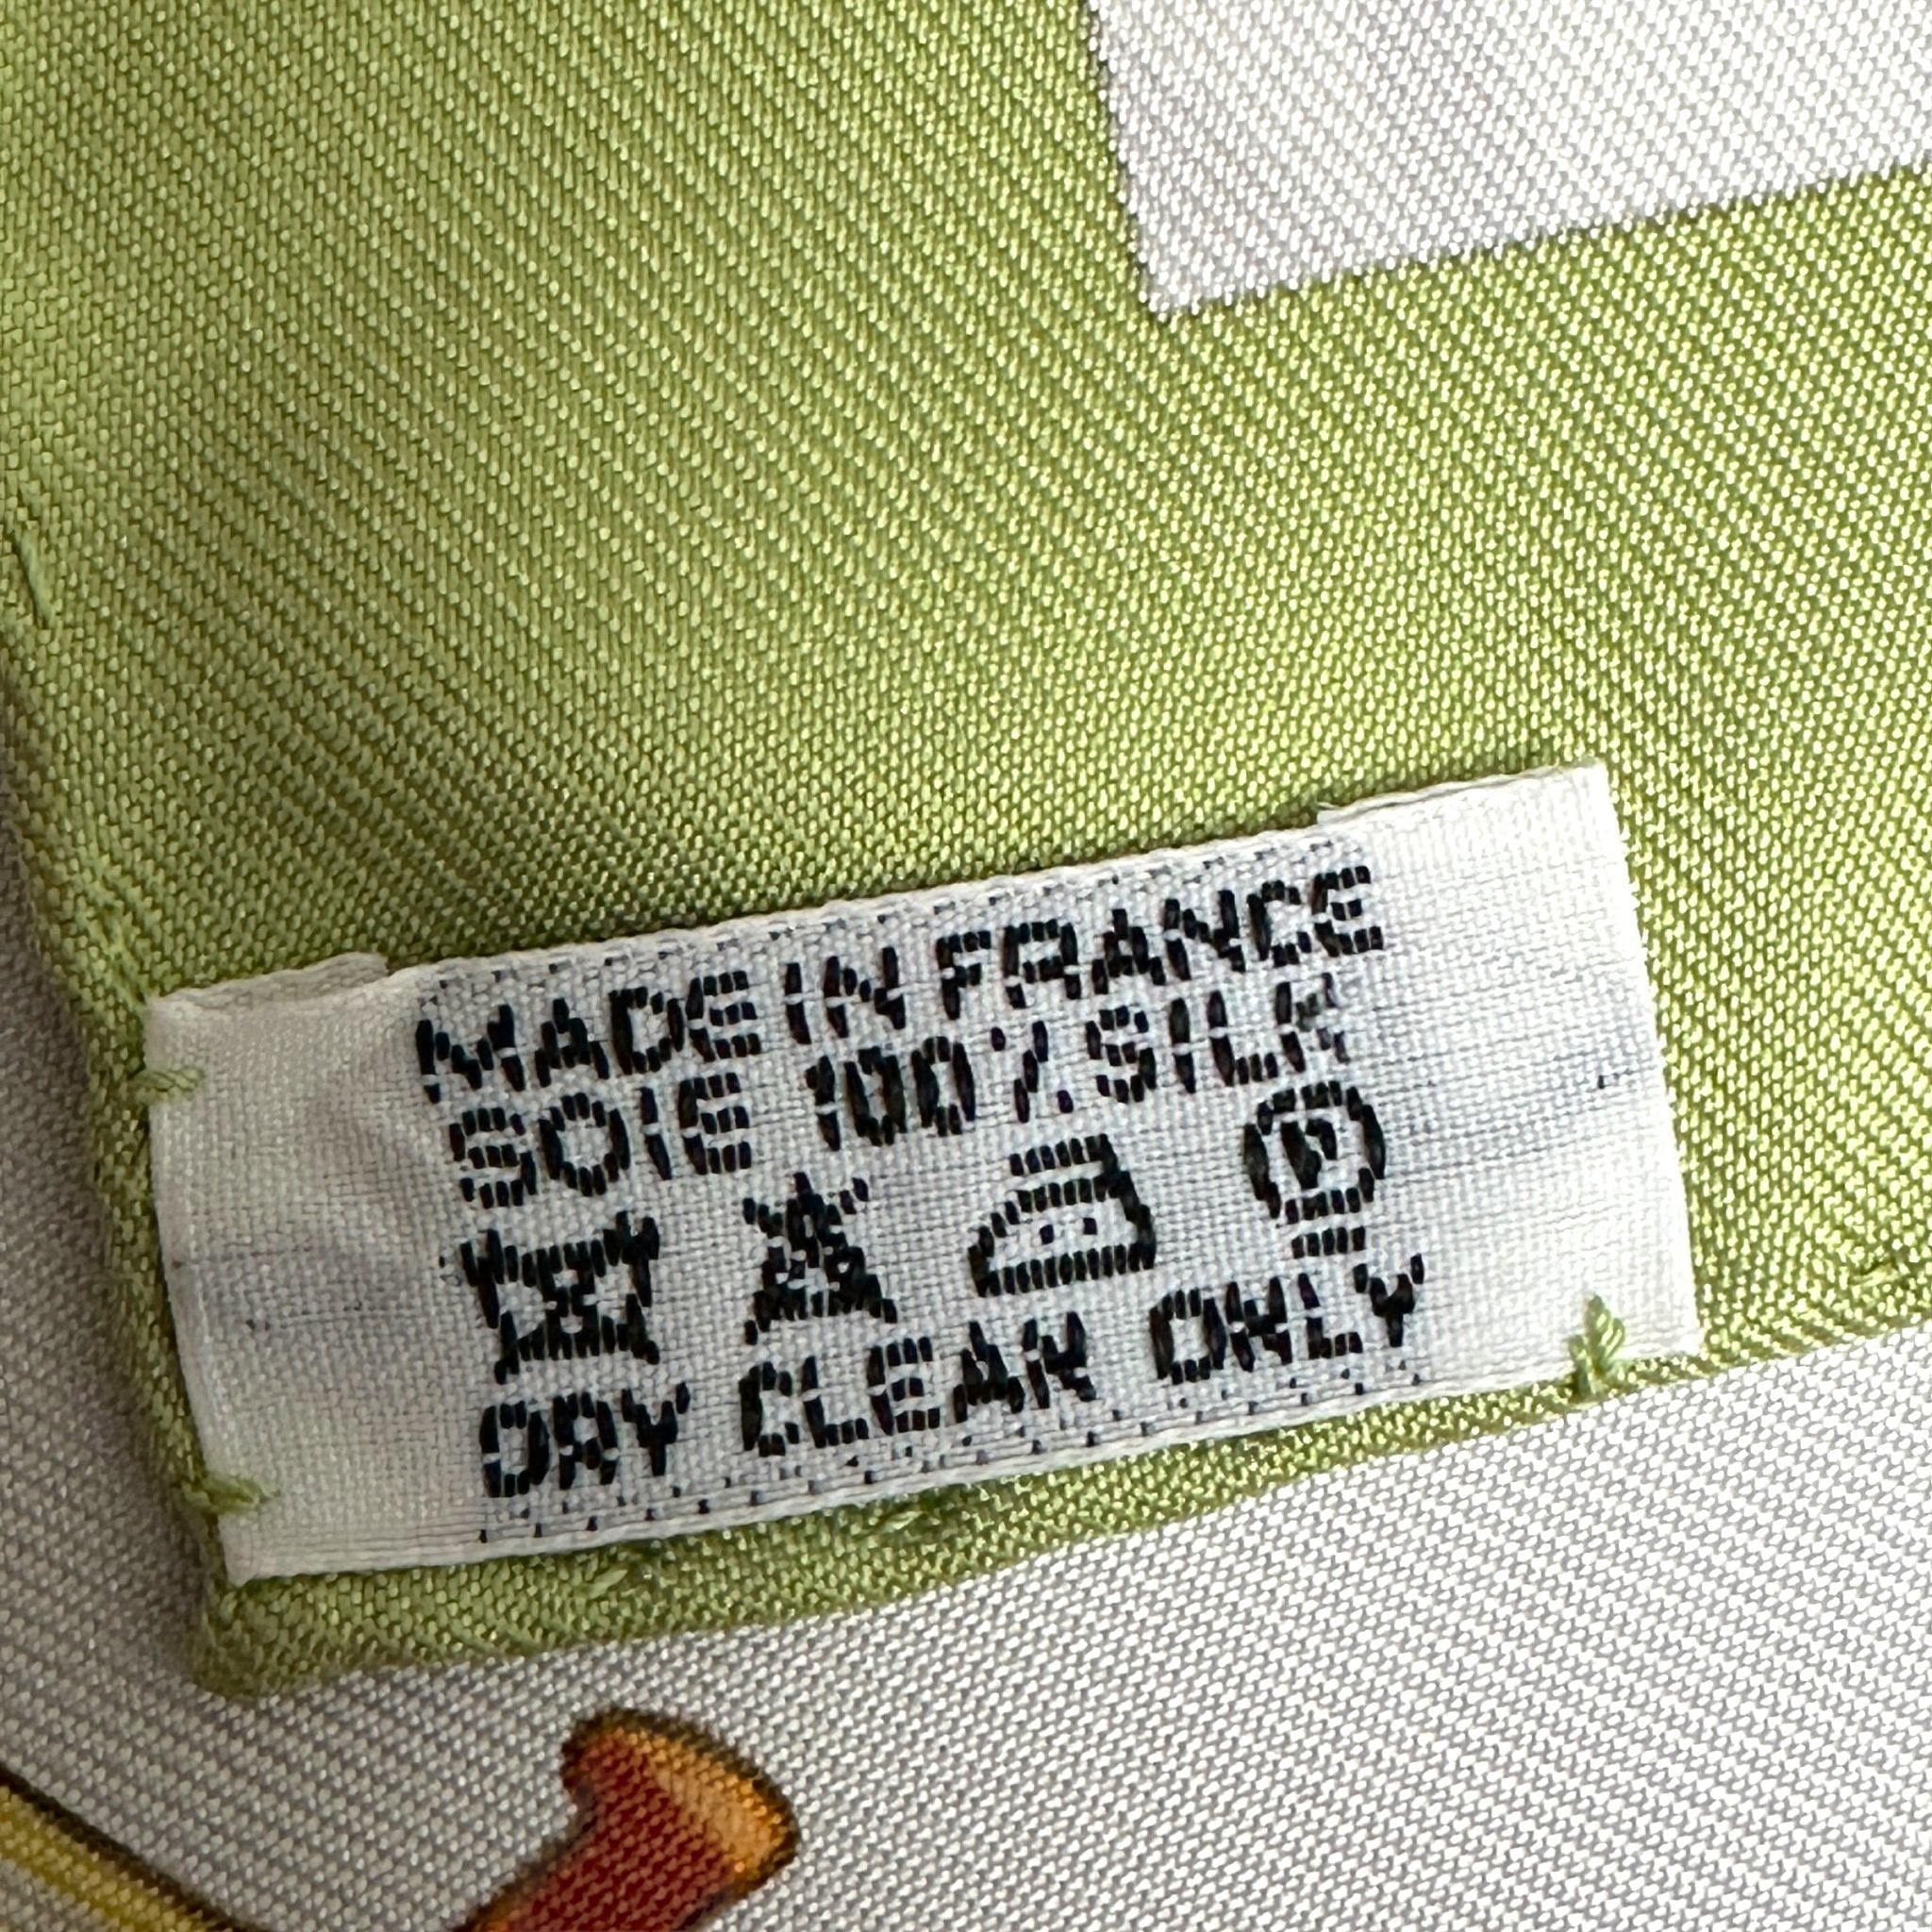 MADE IN FRANCE
SOIE 100% SILK
P
DRY CLEAN ONLY